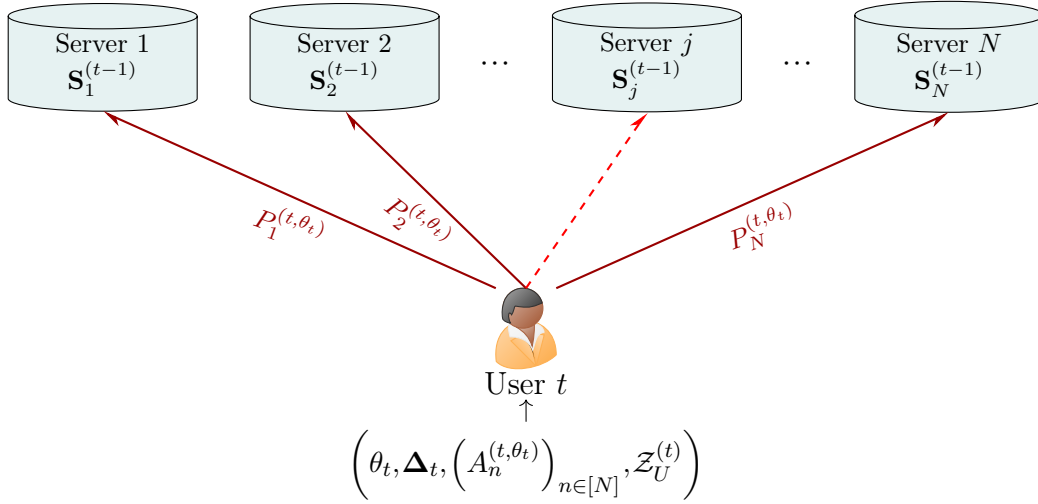 Server 1 Server 2 Server j Server N
S_1^{(t−1)} S_2^{(t−1)} ... S_j^{(t−1)} ... S_N^{(t−1)}
P_1^{(t,θ_t)} P_2^{(t,θ_t)} P_N^{(t,θ_t)}
User t
↑
(θ_t, Δ_t, (A_n^{(t,θ_t)})_{n∈[N]}, Z_U^{(t)})